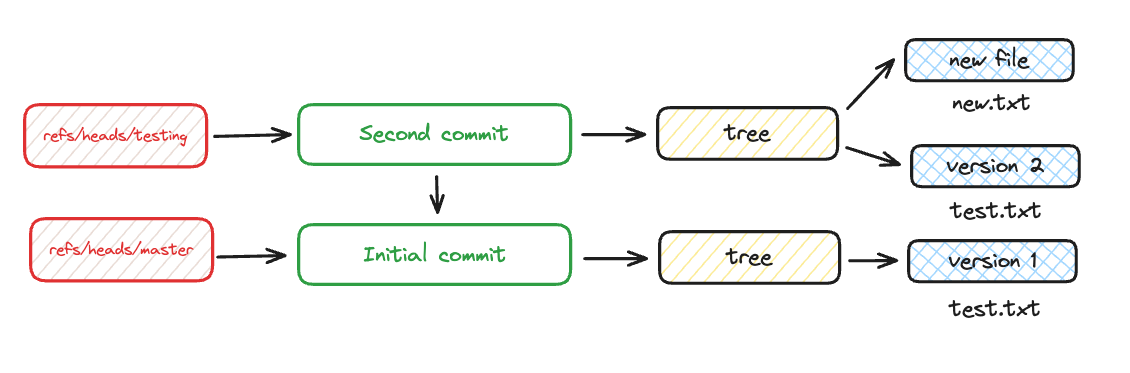 new file
new.txt
refs/heads/testing
Second commit
tree
version 2
test.txt
refs/heads/master
Initial commit
tree
version 1
test.txt